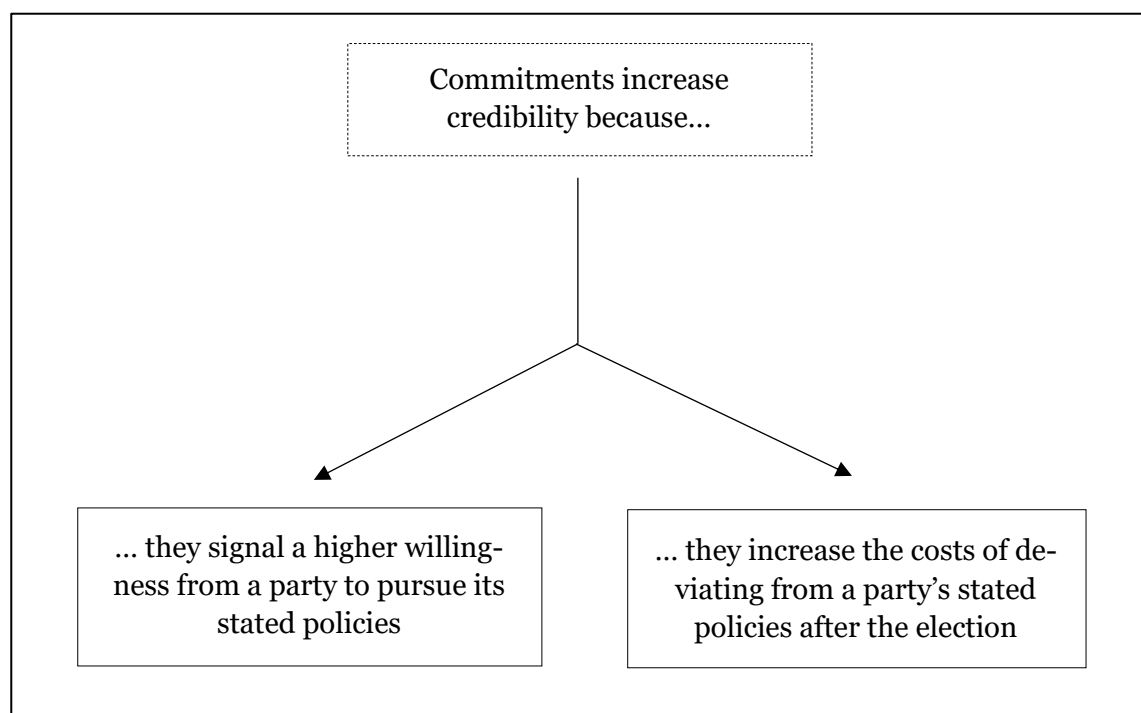 Commitments increase
credibility because...
... they signal a higher willing-
ness from a party to pursue its
stated policies
... they increase the costs of de-
viating from a party’s stated
policies after the election